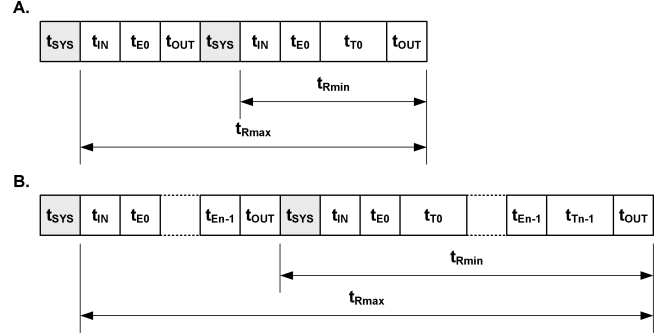 A.
tSYS tIN tE0 tOUT tSYS tIN tE0 tT0 tOUT
tRmin
tRmax
B.
tSYS tIN tE0 tEn-1 tOUT tSYS tIN tE0 tT0 tEn-1 tTn-1 tOUT
tRmin
tRmax